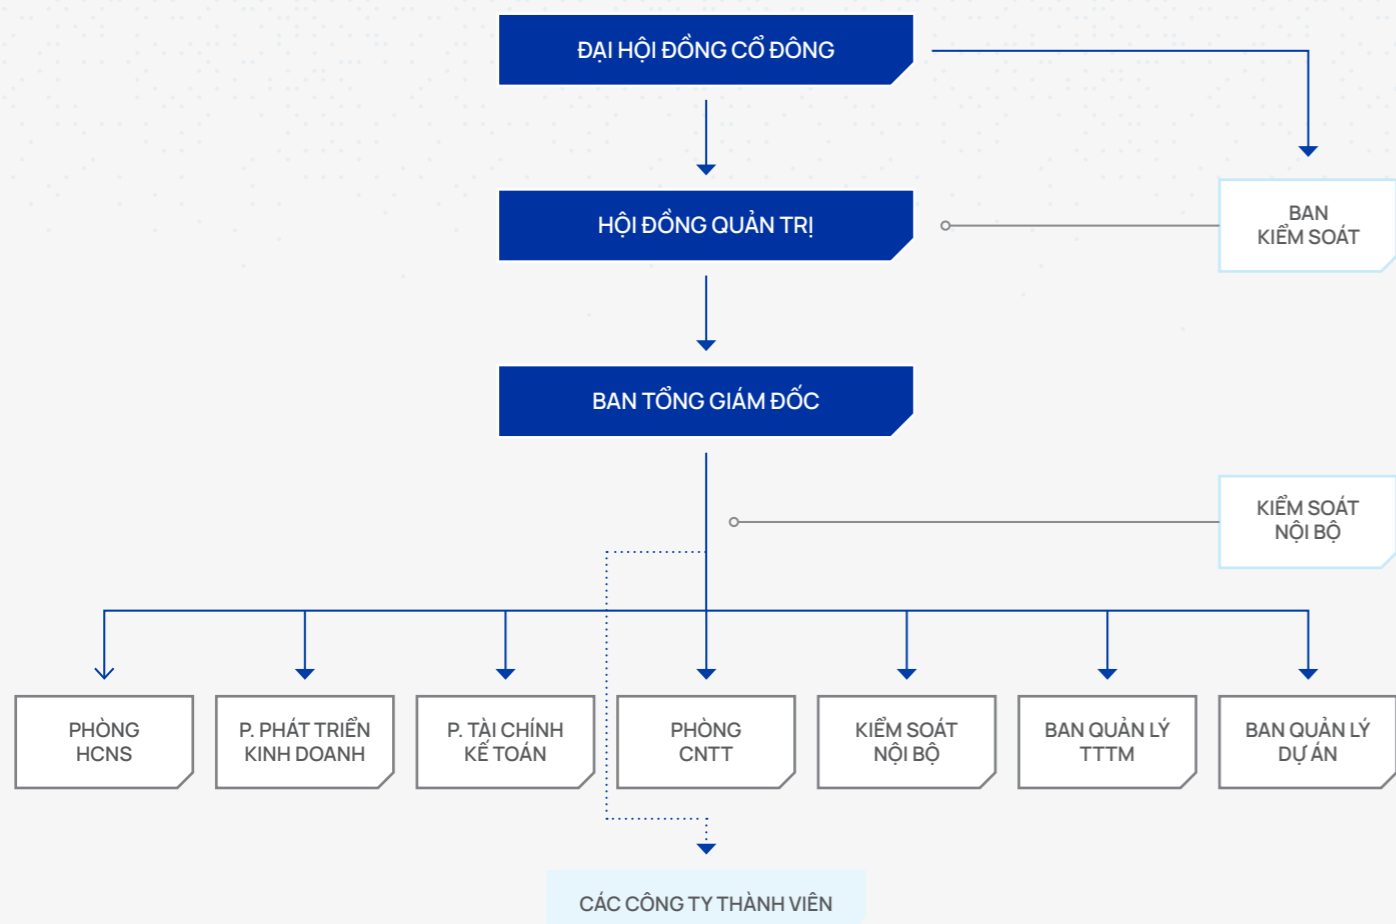 ĐẠI HỘI ĐỒNG CỔ ĐÔNG
HỘI ĐỒNG QUẢN TRỊ
BAN
KIỂM SOÁT
BAN TỔNG GIÁM ĐỐC
KIỂM SOÁT
NỘI BỘ
PHÒNG
HCNS
P. PHÁT TRIỂN
KINH DOANH
P. TÀI CHÍNH
KẾ TOÁN
PHÒNG
CNTT
KIỂM SOÁT
NỘI BỘ
BAN QUẢN LÝ
TTTM
BAN QUẢN LÝ
DỰ ÁN
CÁC CÔNG TY THÀNH VIÊN